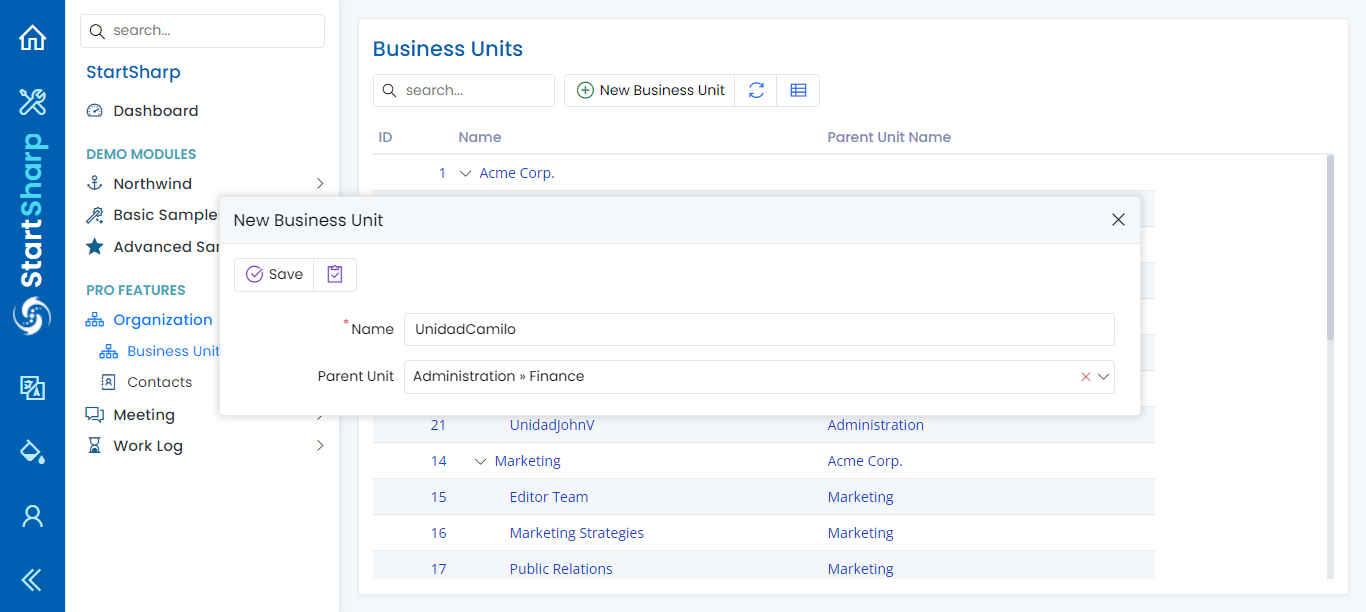 StartSharp
search...
StartSharp
Dashboard
DEMO MODULES
Northwind
Basic Sample
Advanced Sar
PRO FEATURES
Organization
Business Unit
Contacts
Meeting
Work Log
Business Units
search...
New Business Unit
ID Name Parent Unit Name
1 Acme Corp.
New Business Unit
Save
* Name UnidadCamilo
Parent Unit Administration » Finance
21 UnidadJohnV Administration
14 Marketing Acme Corp.
15 Editor Team Marketing
16 Marketing Strategies Marketing
17 Public Relations Marketing